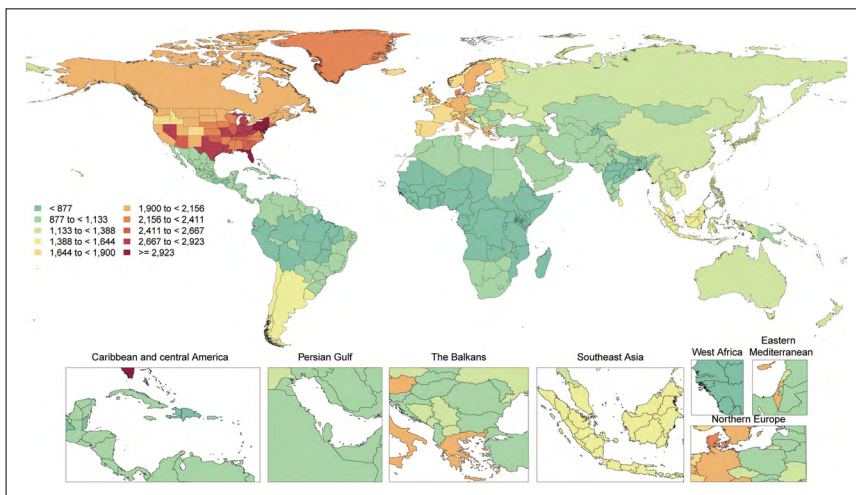 < 877
877 to < 1,133
1,133 to < 1,388
1,388 to < 1,644
1,644 to < 1,900
1,900 to < 2,156
2,156 to < 2,411
2,411 to < 2,667
2,667 to < 2,923
>= 2,923
Caribbean and central America
Persian Gulf
The Balkans
Southeast Asia
West Africa
Eastern
Mediterranean
Northern Europe